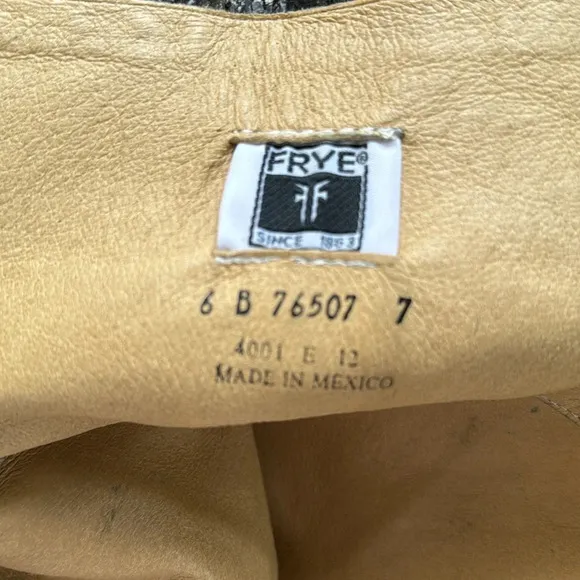 FRYE®
SINCE 1863
6 B 76507 7
4001 E 12
MADE IN MEXICO